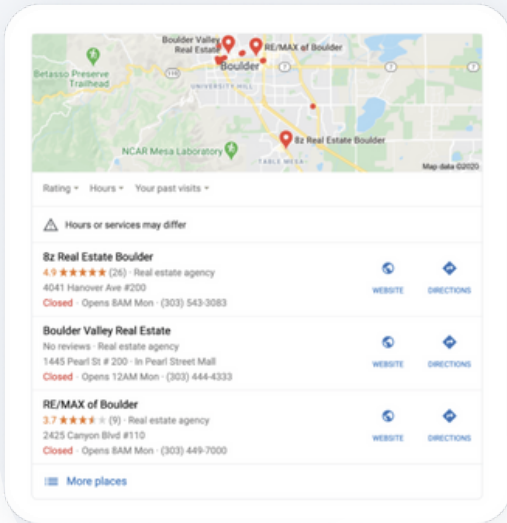 Boulder Valley
Real Estate
RE/MAX of Boulder
Betasso Preserve
Trailhead
119
Boulder
7
7
UNIVERSITY HILL
NCAR Mesa Laboratory
8z Real Estate Boulder
TABLE MESA
Map data ©2020
Rating
Hours
Your past visits
Hours or services may differ
8z Real Estate Boulder
4.9 ★★★★★ (26) · Real estate agency
4041 Hanover Ave #200
Closed · Opens 8AM Mon · (303) 543-3083
WEBSITE
DIRECTIONS
Boulder Valley Real Estate
No reviews · Real estate agency
1445 Pearl St # 200 · In Pearl Street Mall
Closed · Opens 12AM Mon · (303) 444-4333
WEBSITE
DIRECTIONS
RE/MAX of Boulder
3.7 ★★★★★ (9) · Real estate agency
2425 Canyon Blvd #110
Closed · Opens 8AM Mon · (303) 449-7000
WEBSITE
DIRECTIONS
More places